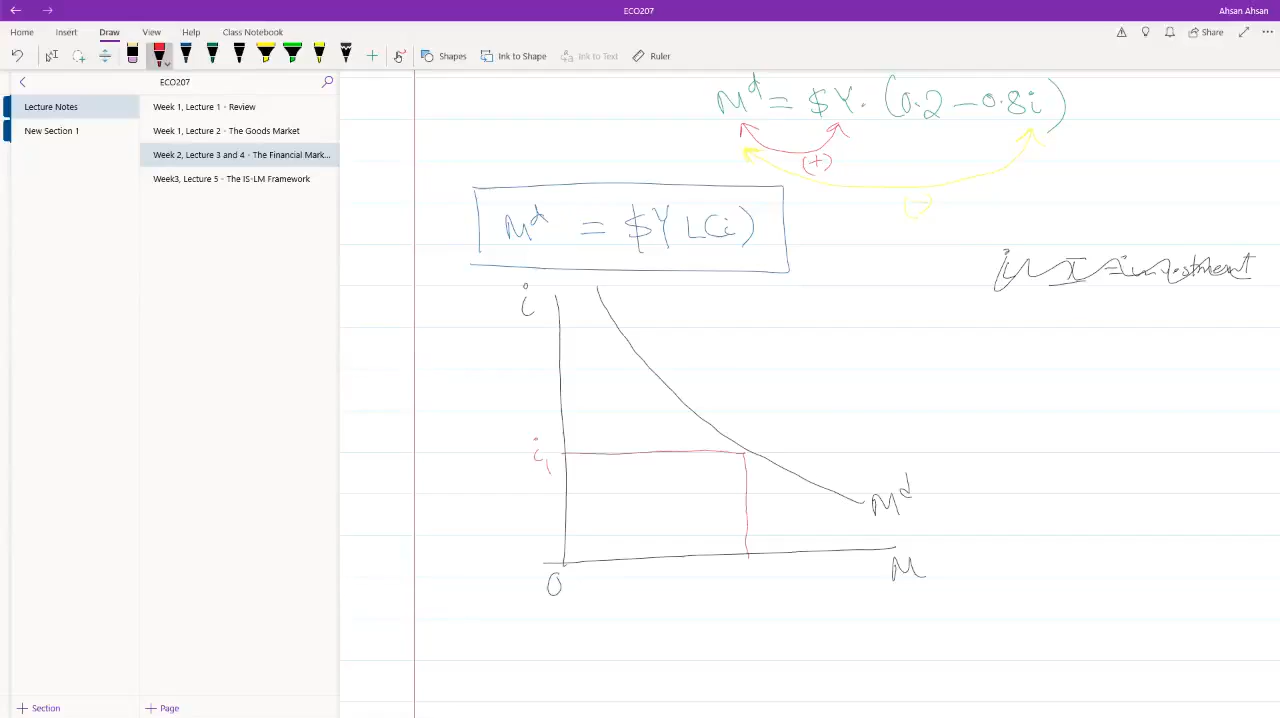 ECO207
Ahsan Ahsan
Home Insert Draw View Help Class Notebook
Share
Shapes Ink to Shape Ink to Text Ruler
ECO207
Lecture Notes
New Section 1
Week 1, Lecture 1 - Review
Week 1, Lecture 2 - The Goods Market
Week 2, Lecture 3 and 4 - The Financial Mark...
Week3, Lecture 5 - The IS-LM Framework
M^d = $Y. (0.2 - 0.8i)
(+)
(-)
M^d = $Y L(i)
I = investment
i
i₁
M^d
M
0
+ Section
+ Page